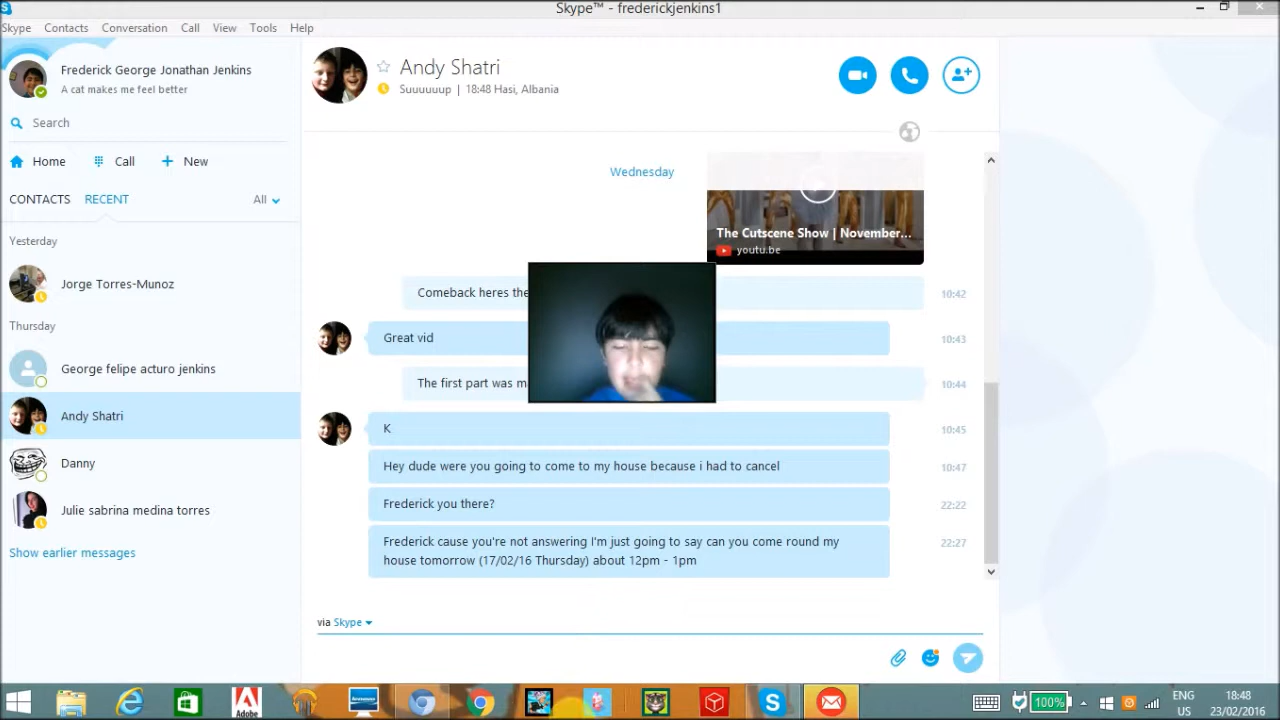 Skype™ - frederickjenkins1
Skype Contacts Conversation Call View Tools Help
Frederick George Jonathan Jenkins
A cat makes me feel better
Search
Home Call New
CONTACTS RECENT All
Yesterday
Jorge Torres-Munoz
Thursday
George felipe acturo jenkins
Andy Shatri
Danny
Julie sabrina medina torres
Show earlier messages
Andy Shatri
Suuuuuup | 18:48 Hasi, Albania
Wednesday
The Cutscene Show | November...
youtu.be
Comeback heres the
10:42
Great vid
10:43
The first part was
10:44
K
10:45
Hey dude were you going to come to my house because i had to cancel
10:47
Frederick you there?
22:22
Frederick cause you're not answering I'm just going to say can you come round my
house tomorrow (17/02/16 Thursday) about 12pm - 1pm
22:27
via Skype
Adobe
100%
ENG
US
18:48
23/02/2016